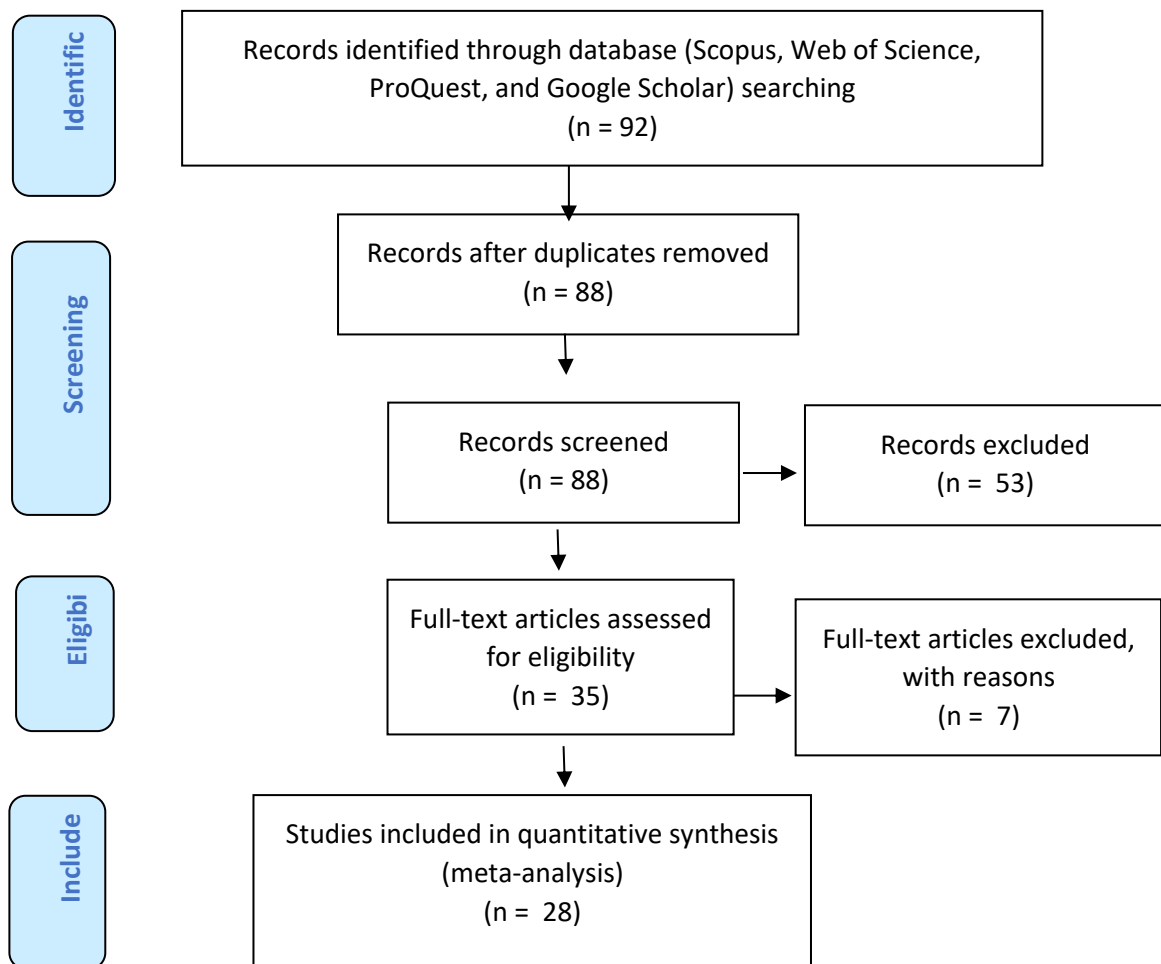 Identific
Records identified through database (Scopus, Web of Science,
ProQuest, and Google Scholar) searching
(n = 92)
Screening
Records after duplicates removed
(n = 88)
Records screened
(n = 88)
Records excluded
(n =  53)
Eligibi
Full-text articles assessed
for eligibility
(n =  35)
Full-text articles excluded,
with reasons
(n =  7)
Include
Studies included in quantitative synthesis
(meta-analysis)
(n =  28)